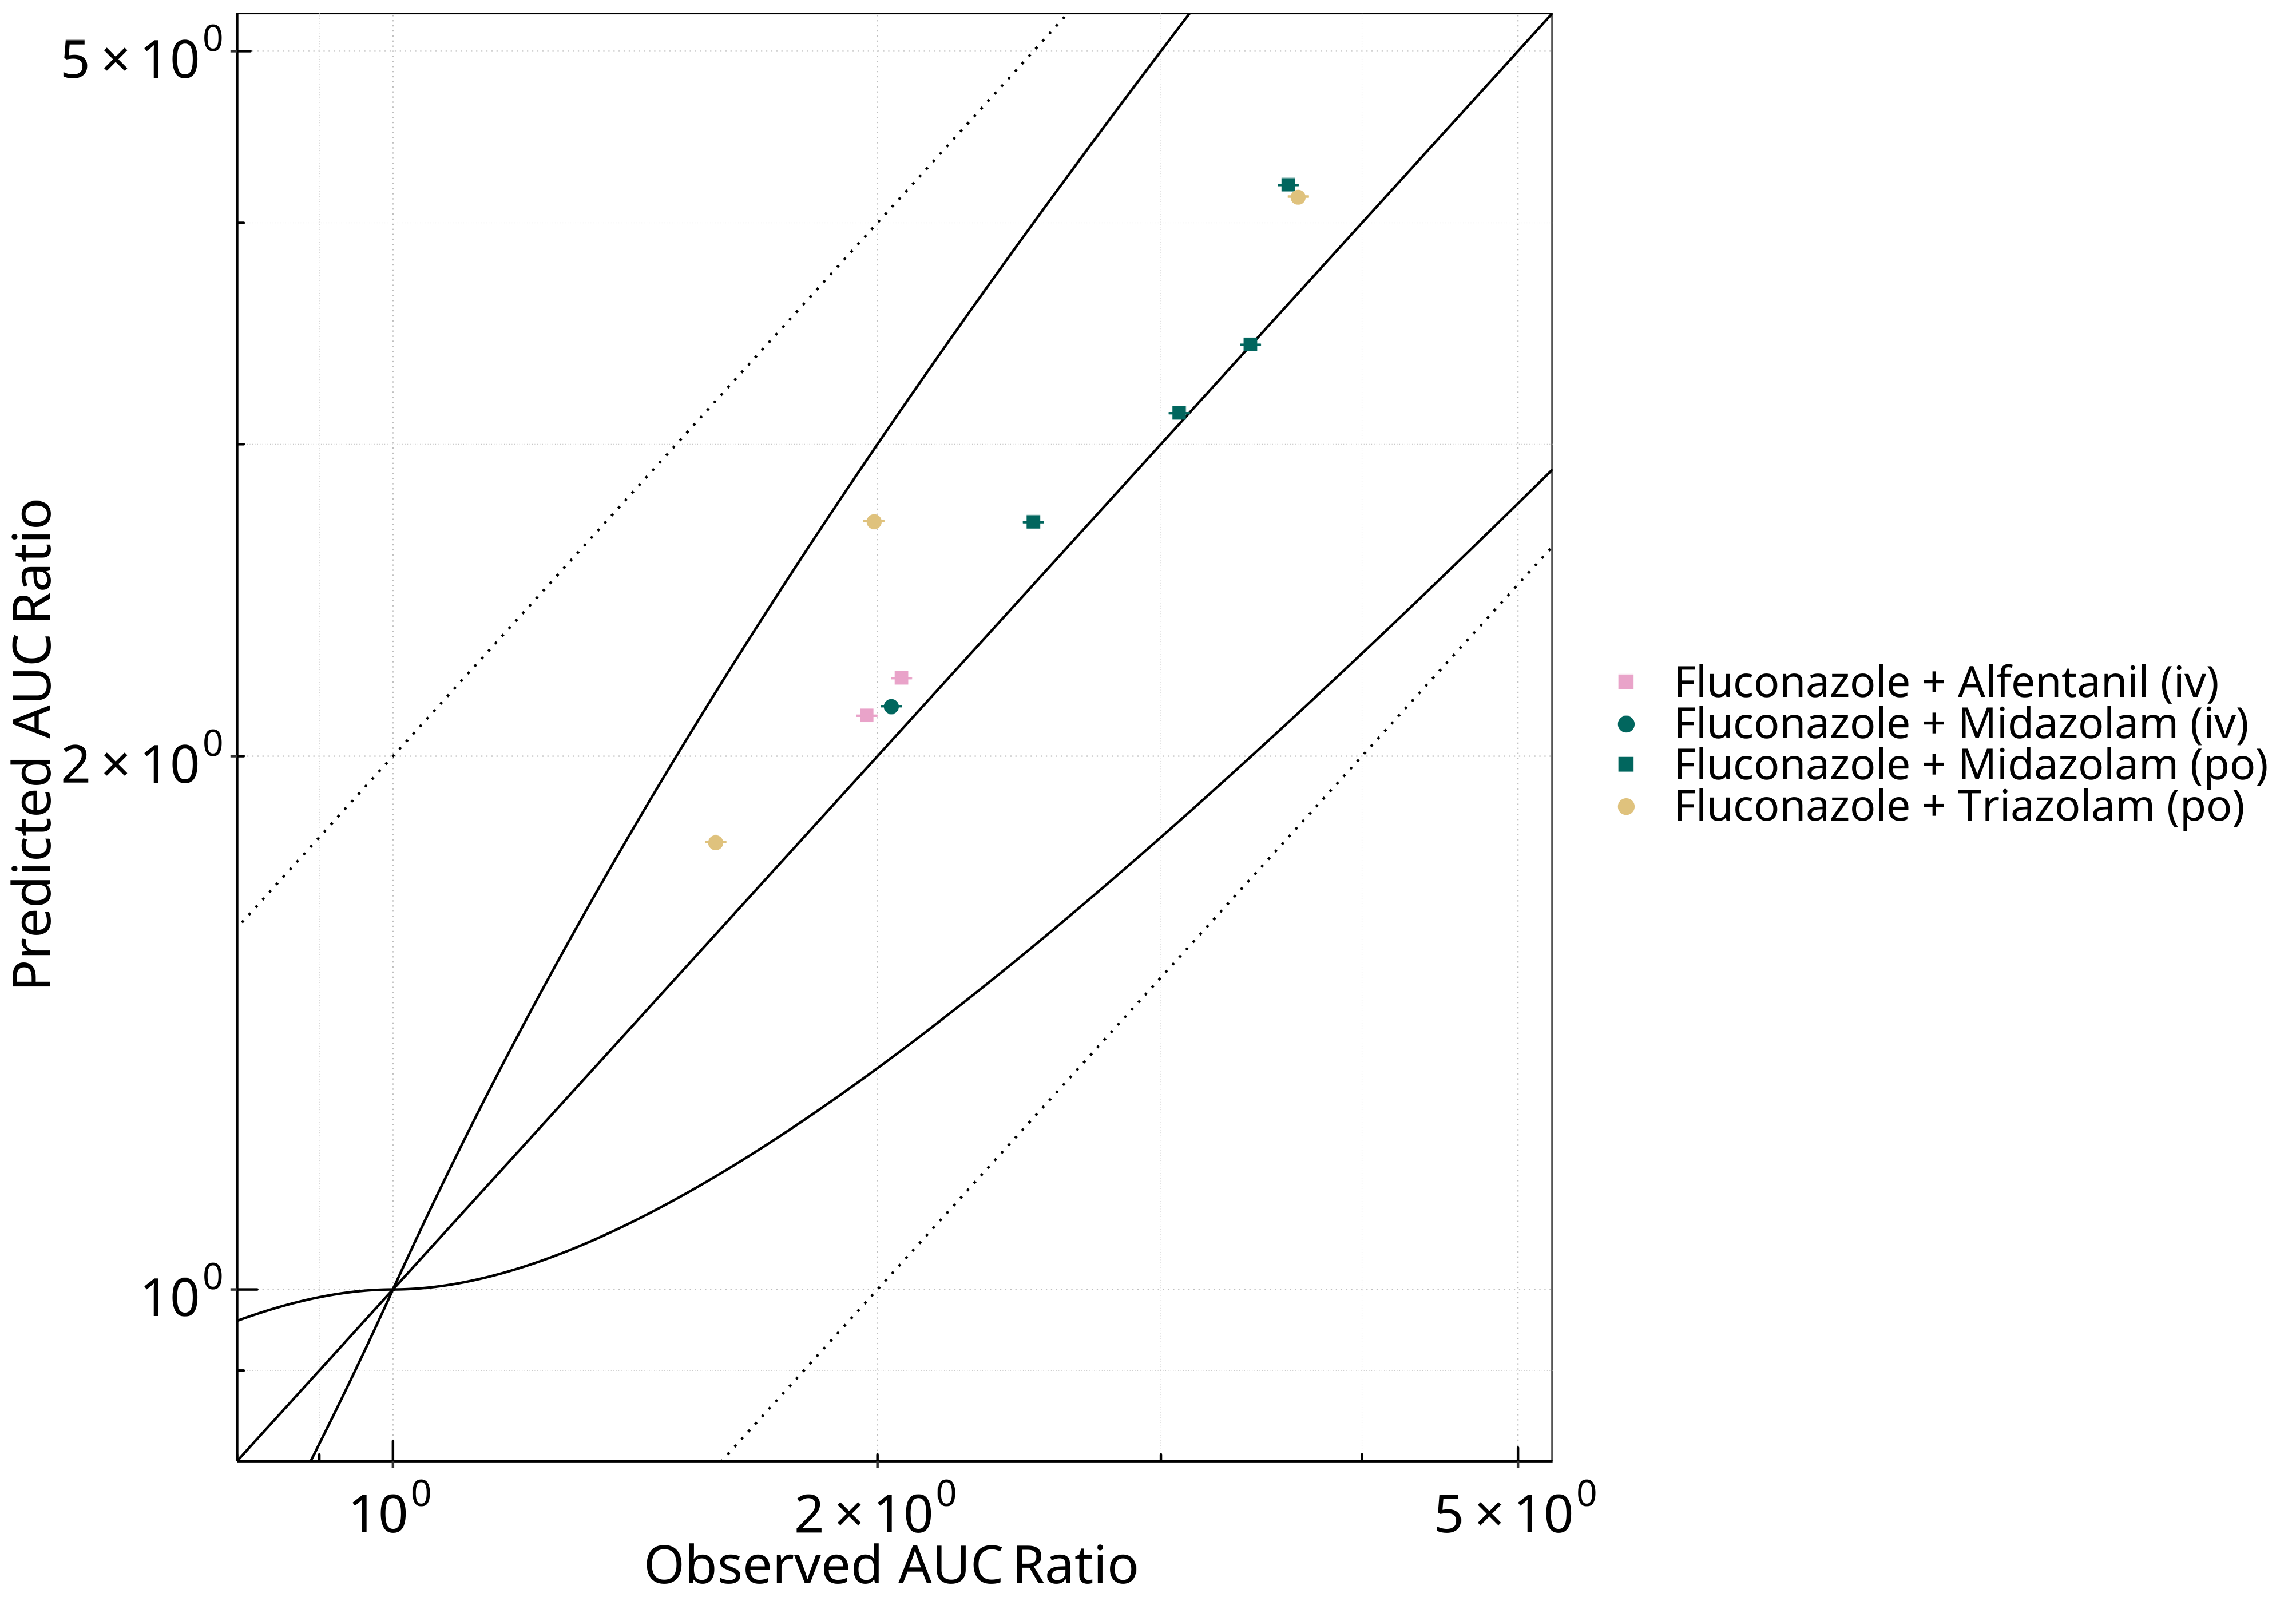 Predicted AUC Ratio
5 × 10⁰
2 × 10⁰
10⁰
10⁰
2 × 10⁰
5 × 10⁰
Observed AUC Ratio
Fluconazole + Alfentanil (iv)
Fluconazole + Midazolam (iv)
Fluconazole + Midazolam (po)
Fluconazole + Triazolam (po)